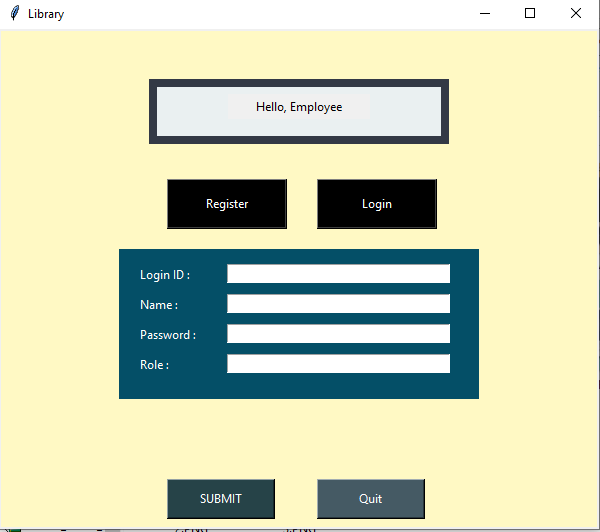 Library
Hello, Employee
Register
Login
Login ID :
Name :
Password :
Role :
SUBMIT
Quit